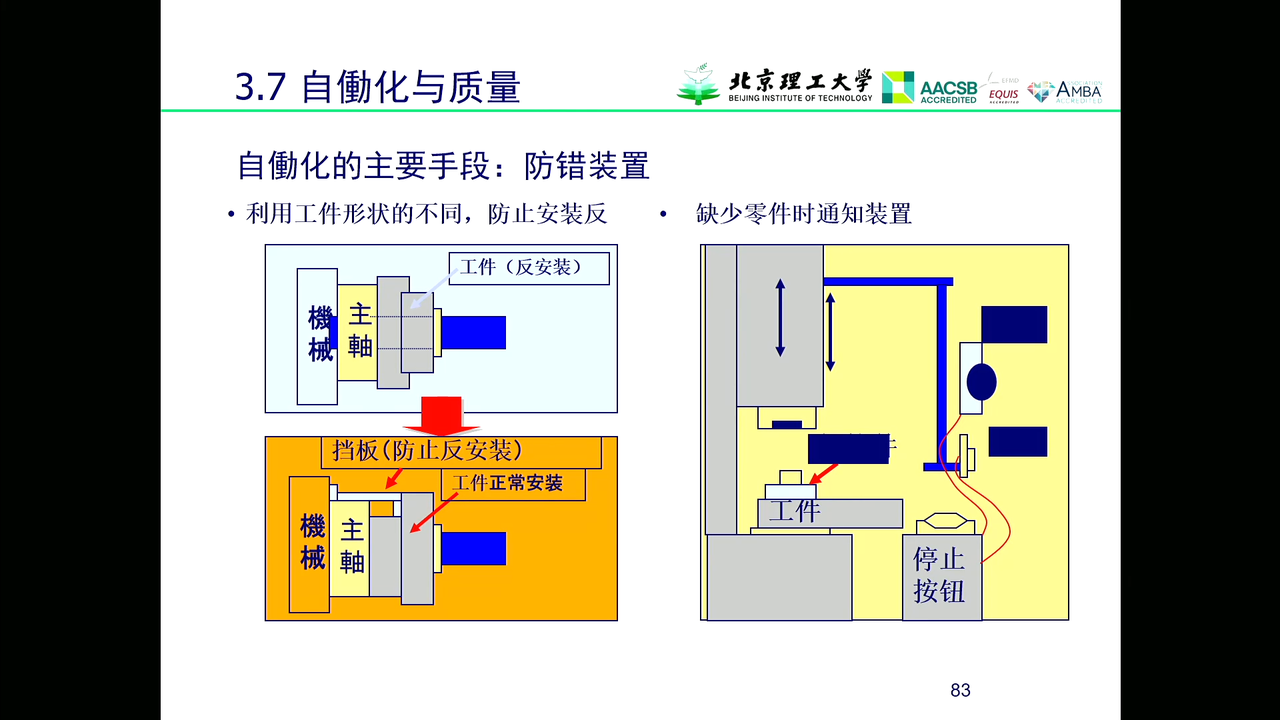 3.7 自働化与质量
北京理工大学
BEIJING INSTITUTE OF TECHNOLOGY
AACSB
ACCREDITED
EFMD
EQUIS
ACCREDITED
ASSOCIATION
AMBA
ACCREDITED
自働化的主要手段：防错装置
• 利用工件形状的不同，防止安装反
工件（反安装）
機械
主軸
挡板(防止反安装)
工件正常安装
機械
主軸
• 缺少零件时通知装置
工件
停止
按钮
83